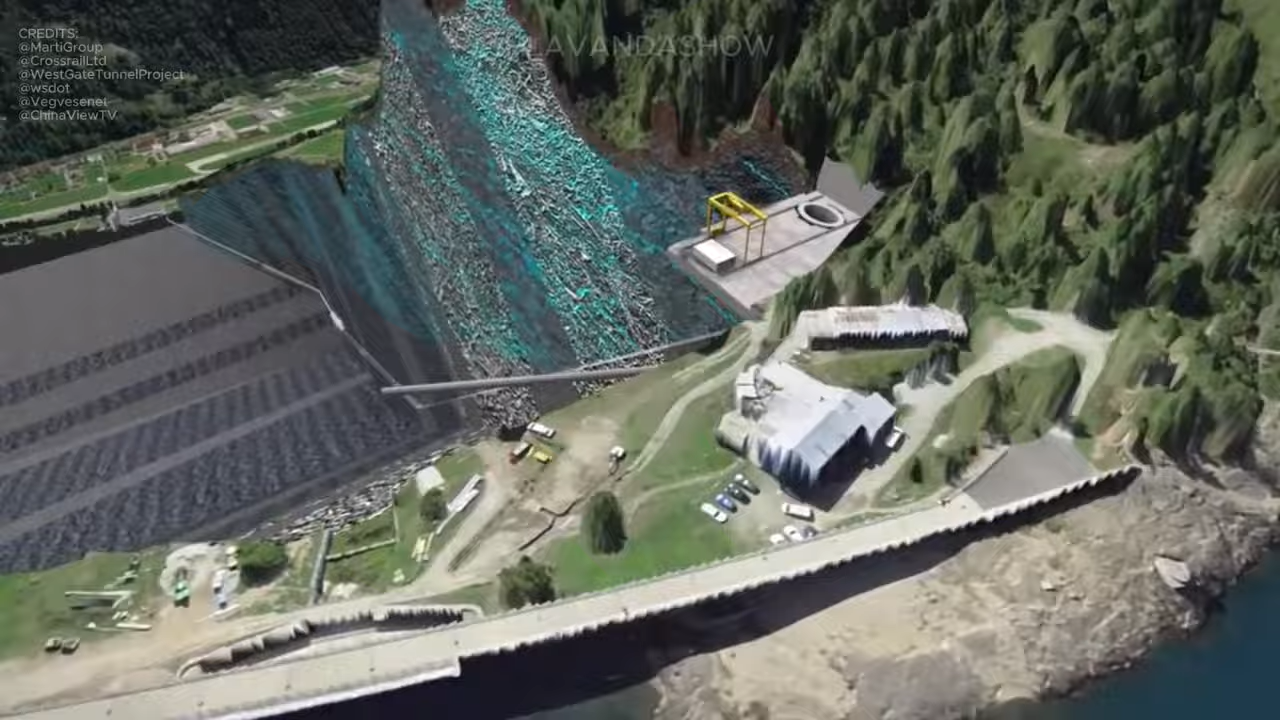 CREDITS:
@MartiGroup
@CrossrailLtd
@WestGateTunnelProject
@wsdot
@Vegvesenet
@ChinaViewTV
LAVANDASHOW